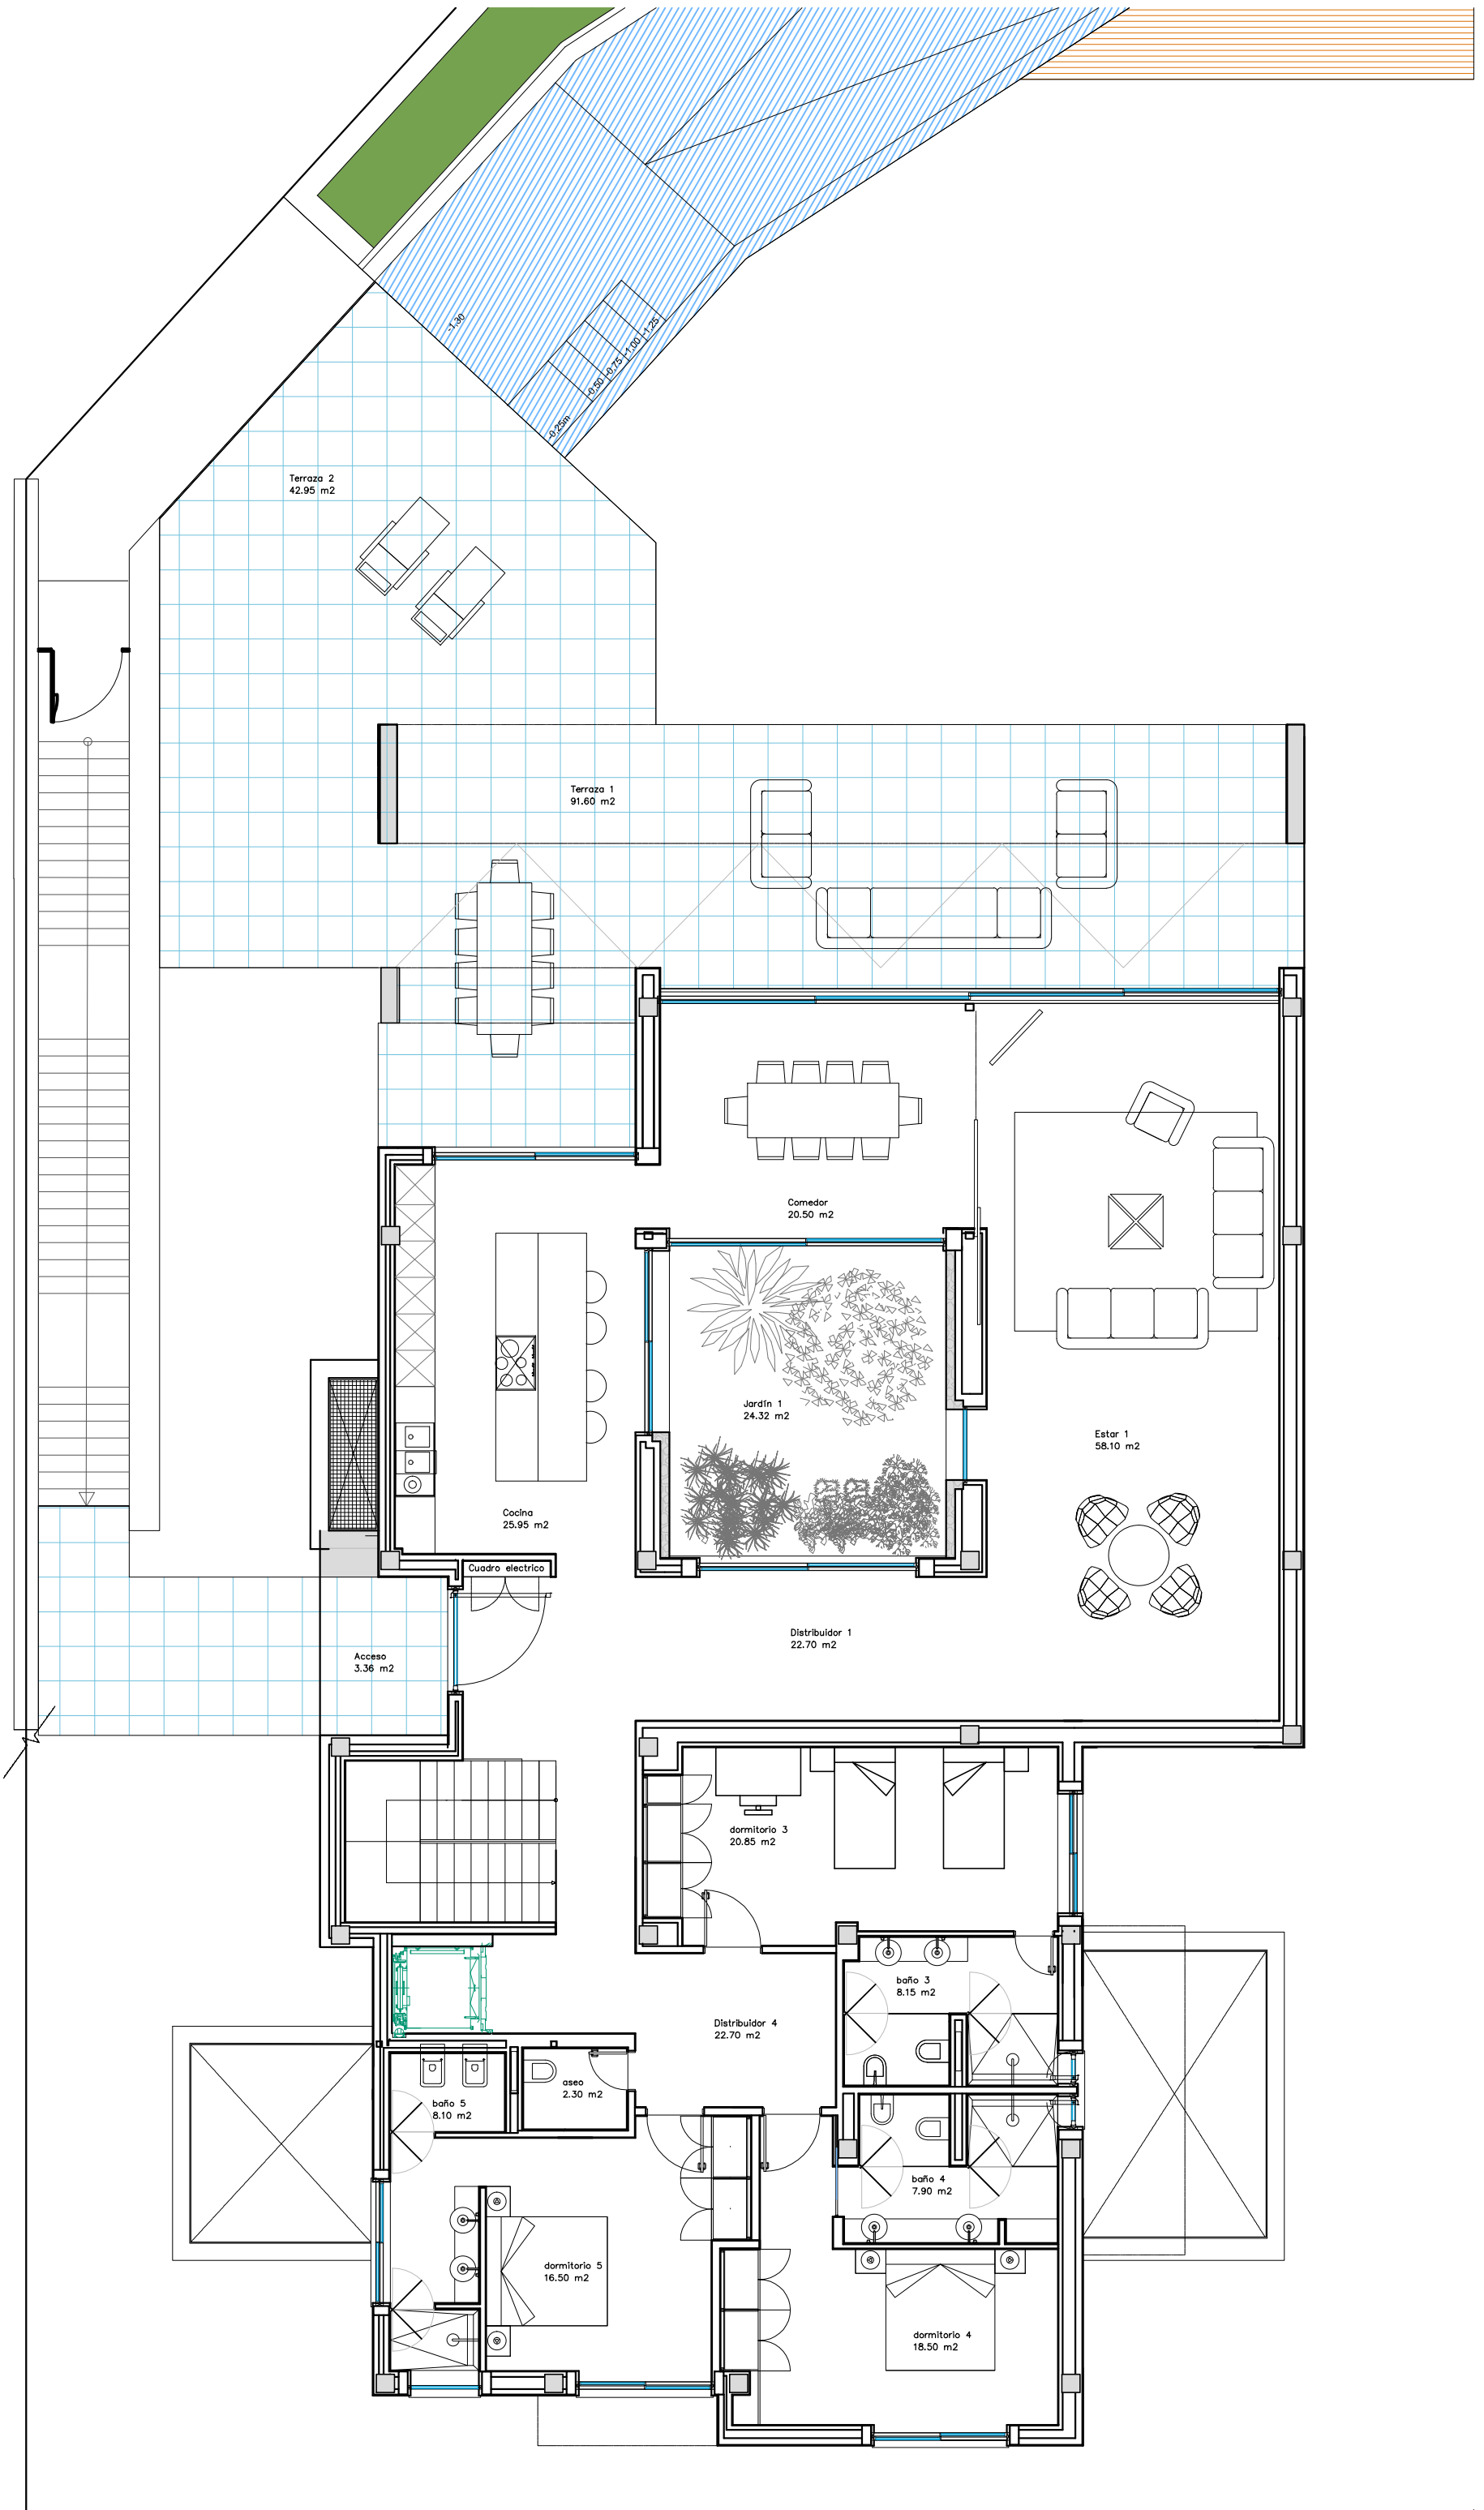 -1,30
-1,25
-1,00
-0,75
-0,50
-0,25m
Terraza 2
42.95 m2
Terraza 1
91.60 m2
Comedor
20.50 m2
Jardín 1
24.32 m2
Estar 1
58.10 m2
Cocina
25.95 m2
Cuadro electrico
Distribuidor 1
22.70 m2
Acceso
3.36 m2
dormitorio 3
20.85 m2
baño 3
8.15 m2
Distribuidor 4
22.70 m2
aseo
2.30 m2
baño 5
8.10 m2
baño 4
7.90 m2
dormitorio 5
16.50 m2
dormitorio 4
18.50 m2